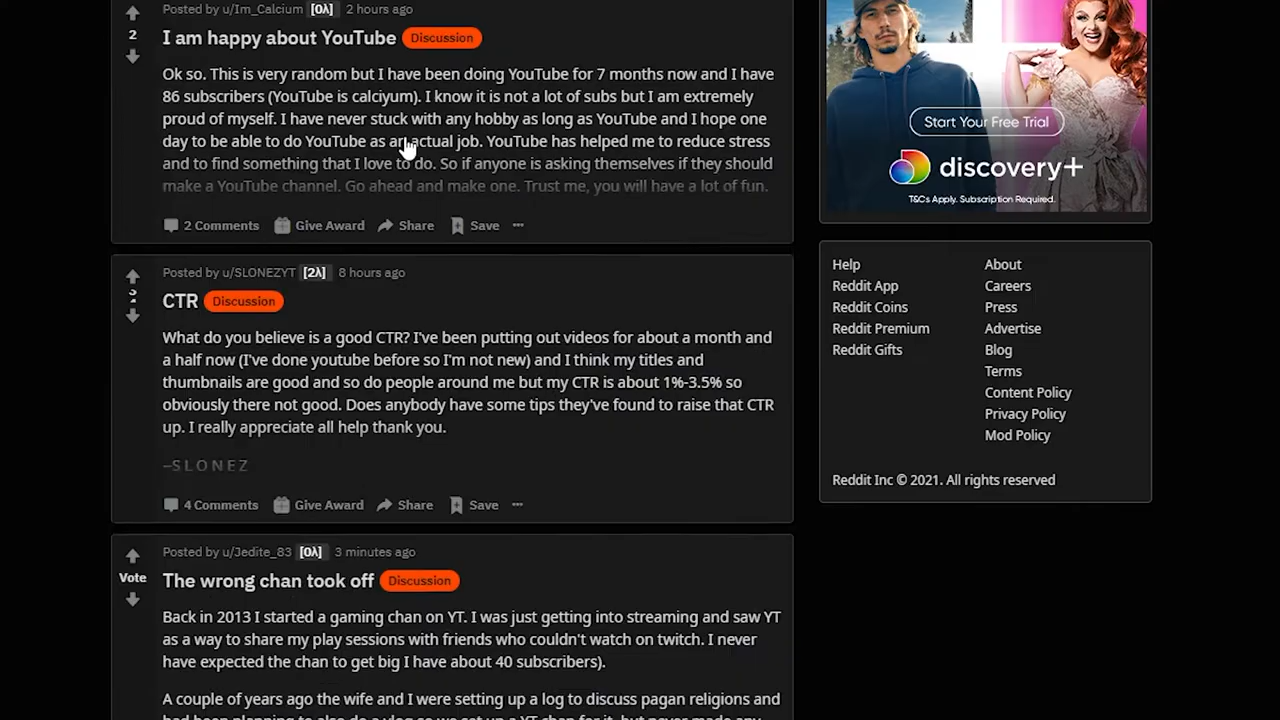 Posted by u/Im_Calcium [0λ] 2 hours ago
2
I am happy about YouTube Discussion
Ok so. This is very random but I have been doing YouTube for 7 months now and I have
86 subscribers (YouTube is calciyum). I know it is not a lot of subs but I am extremely
proud of myself. I have never stuck with any hobby as long as YouTube and I hope one
day to be able to do YouTube as an actual job. YouTube has helped me to reduce stress
and to find something that I love to do. So if anyone is asking themselves if they should
make a YouTube channel. Go ahead and make one. Trust me, you will have a lot of fun.
2 Comments Give Award Share Save ...
Posted by u/SLONEZYT [2λ] 8 hours ago
CTR Discussion
What do you believe is a good CTR? I've been putting out videos for about a month and
a half now (I've done youtube before so I'm not new) and I think my titles and
thumbnails are good and so do people around me but my CTR is about 1%-3.5% so
obviously there not good. Does anybody have some tips they've found to raise that CTR
up. I really appreciate all help thank you.
–S L O N E Z
4 Comments Give Award Share Save ...
Posted by u/Jedite_83 [0λ] 3 minutes ago
Vote
The wrong chan took off Discussion
Back in 2013 I started a gaming chan on YT. I was just getting into streaming and saw YT
as a way to share my play sessions with friends who couldn't watch on twitch. I never
have expected the chan to get big I have about 40 subscribers).
A couple of years ago the wife and I were setting up a log to discuss pagan religions and
Start Your Free Trial
discovery+
T&Cs Apply. Subscription Required.
Help
Reddit App
Reddit Coins
Reddit Premium
Reddit Gifts
About
Careers
Press
Advertise
Blog
Terms
Content Policy
Privacy Policy
Mod Policy
Reddit Inc © 2021. All rights reserved